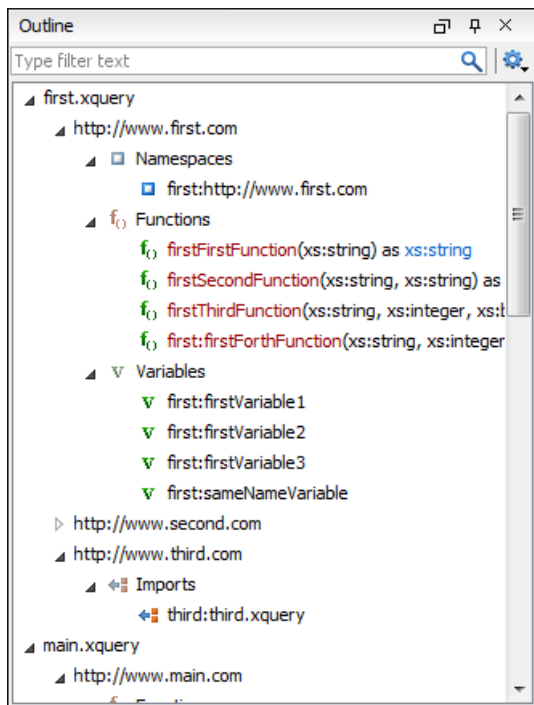 Outline
Type filter text
first.xquery
http://www.first.com
Namespaces
first:http://www.first.com
f() Functions
f() firstFirstFunction(xs:string) as xs:string
f() firstSecondFunction(xs:string, xs:string) as
f() firstThirdFunction(xs:string, xs:integer, xs:
f() first:firstForthFunction(xs:string, xs:integer
v Variables
v first:firstVariable1
v first:firstVariable2
v first:firstVariable3
v first:sameNameVariable
http://www.second.com
http://www.third.com
Imports
third:third.xquery
main.xquery
http://www.main.com